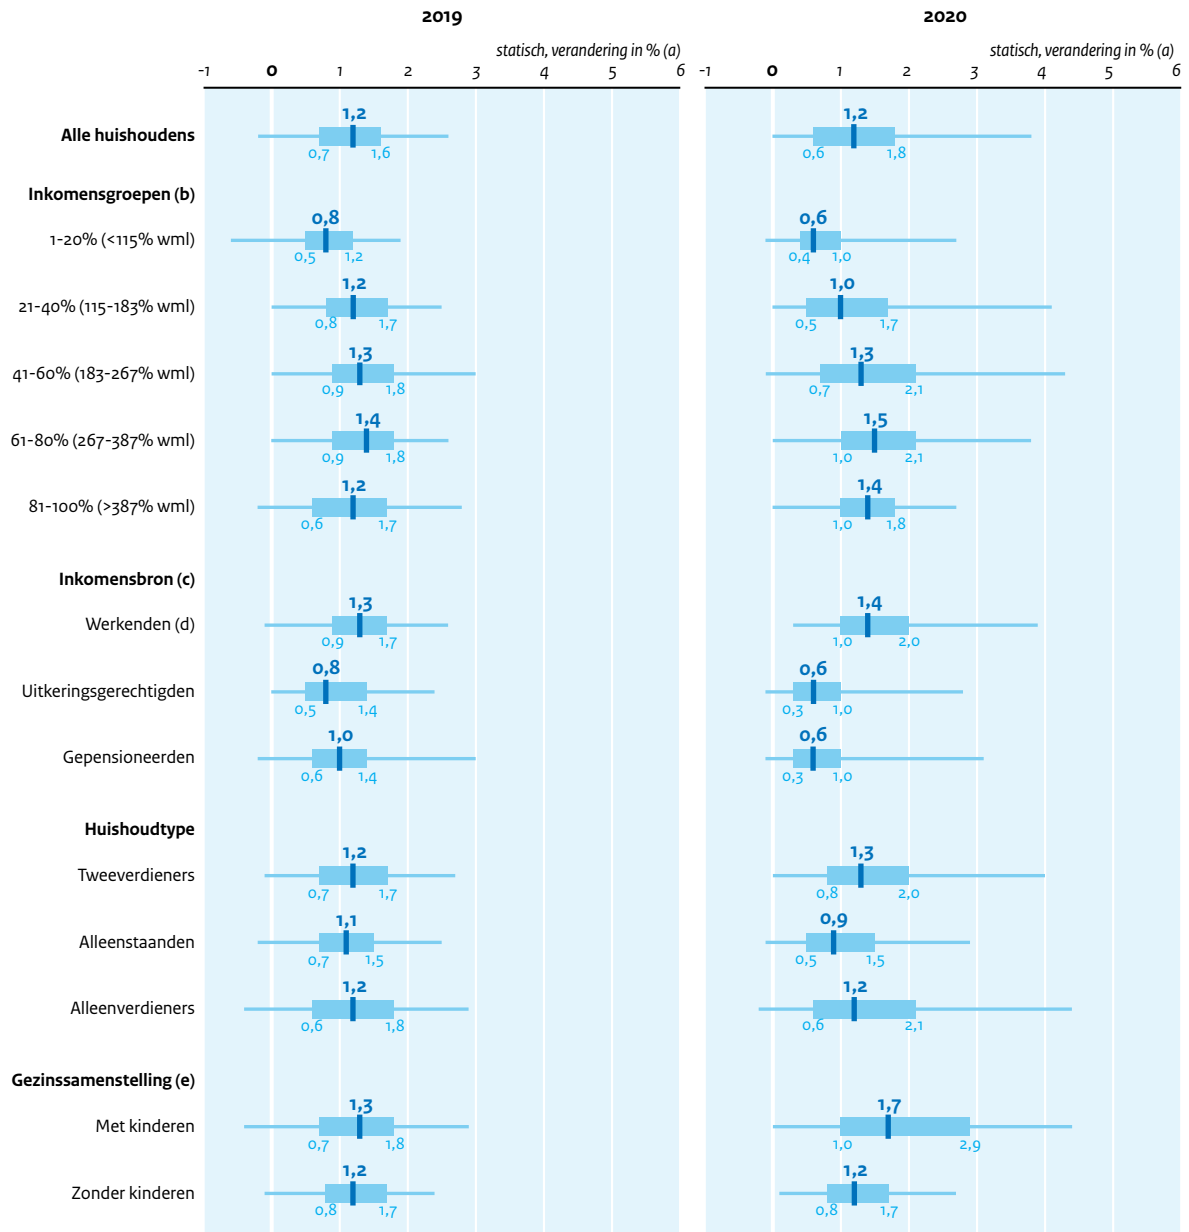 2019 2020
statisch, verandering in % (a) statisch, verandering in % (a)
-1 0 1 2 3 4 5 6 -1 0 1 2 3 4 5 6
1,2 1,2
Alle huishoudens
0,7 1,6 0,6 1,8
Inkomensgroepen (b)
0,8 0,6
1-20% (<115% wml)
0,5 1,2 0,4 1,0
1,2 1,0
21-40% (115-183% wml)
0,8 1,7 0,5 1,7
1,3 1,3
41-60% (183-267% wml)
0,9 1,8 0,7 2,1
1,4 1,5
61-80% (267-387% wml)
0,9 1,8 1,0 2,1
1,2 1,4
81-100% (>387% wml)
0,6 1,7 1,0 1,8
Inkomensbron (c)
1,3 1,4
Werkenden (d)
0,9 1,7 1,0 2,0
0,8 0,6
Uitkeringsgerechtigden
0,5 1,4 0,3 1,0
1,0 0,6
Gepensioneerden
0,6 1,4 0,3 1,0
Huishoudtype
1,2 1,3
Tweeverdieners
0,7 1,7 0,8 2,0
1,1 0,9
Alleenstaanden
0,7 1,5 0,5 1,5
1,2 1,2
Alleenverdieners
0,6 1,8 0,6 2,1
Gezinssamenstelling (e)
1,3 1,7
Met kinderen
0,7 1,8 1,0 2,9
1,2 1,2
Zonder kinderen
0,8 1,7 0,8 1,7